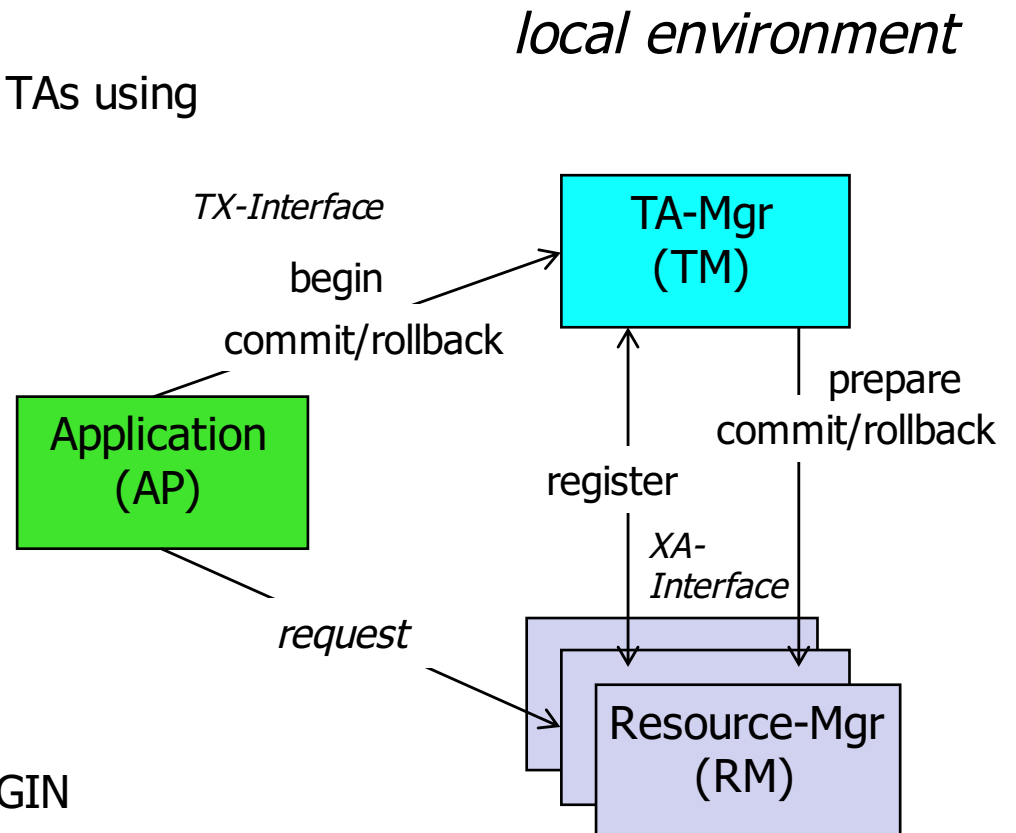 local environment
TAs using
TX-Interface
TA-Mgr
(TM)
begin
commit/rollback
prepare
commit/rollback
Application
(AP)
register
XA-
Interface
request
Resource-Mgr
(RM)
GIN